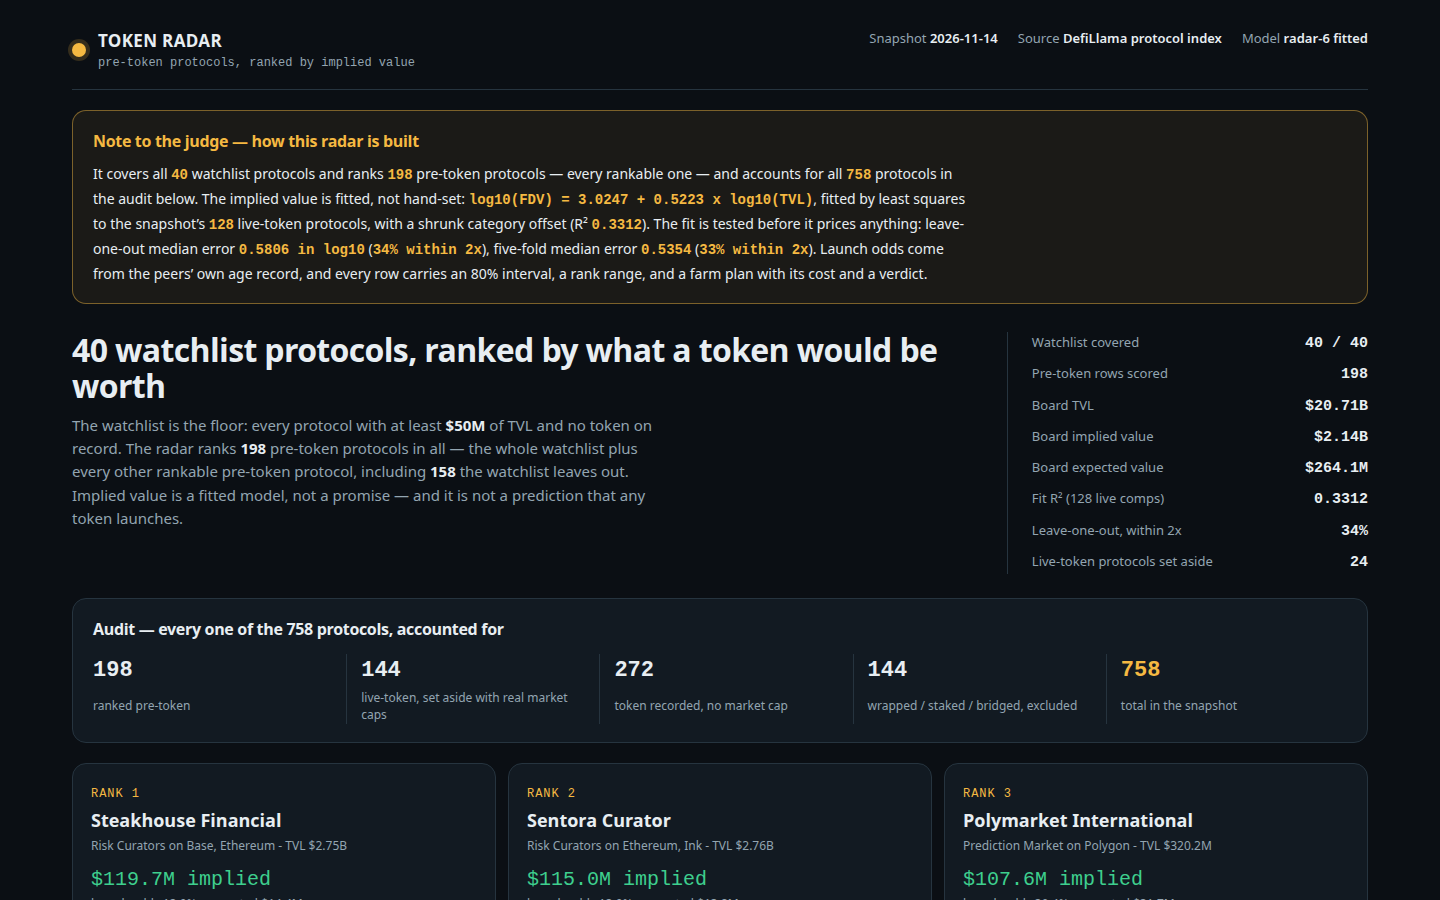 TOKEN RADAR
pre-token protocols, ranked by implied value
Snapshot 2026-11-14 Source DefiLlama protocol index Model radar-6 fitted
Note to the judge — how this radar is built
It covers all 40 watchlist protocols and ranks 198 pre-token protocols — every rankable one — and accounts for all 758 protocols in
the audit below. The implied value is fitted, not hand-set: log10(FDV) = 3.0247 + 0.5223 x log10(TVL), fitted by least squares
to the snapshot's 128 live-token protocols, with a shrunk category offset (R² 0.3312). The fit is tested before it prices anything: leave-
one-out median error 0.5806 in log10 (34% within 2x), five-fold median error 0.5354 (33% within 2x). Launch odds come
from the peers' own age record, and every row carries an 80% interval, a rank range, and a farm plan with its cost and a verdict.
40 watchlist protocols, ranked by what a token would be
worth
The watchlist is the floor: every protocol with at least $50M of TVL and no token on
record. The radar ranks 198 pre-token protocols in all — the whole watchlist plus
every other rankable pre-token protocol, including 158 the watchlist leaves out.
Implied value is a fitted model, not a promise — and it is not a prediction that any
token launches.
Watchlist covered 40 / 40
Pre-token rows scored 198
Board TVL $20.71B
Board implied value $2.14B
Board expected value $264.1M
Fit R² (128 live comps) 0.3312
Leave-one-out, within 2x 34%
Live-token protocols set aside 24
Audit — every one of the 758 protocols, accounted for
198
ranked pre-token
144
live-token, set aside with real market
caps
272
token recorded, no market cap
144
wrapped / staked / bridged, excluded
758
total in the snapshot
RANK 1
Steakhouse Financial
Risk Curators on Base, Ethereum - TVL $2.75B
$119.7M implied
RANK 2
Sentora Curator
Risk Curators on Ethereum, Ink - TVL $2.76B
$115.0M implied
RANK 3
Polymarket International
Prediction Market on Polygon - TVL $320.2M
$107.6M implied